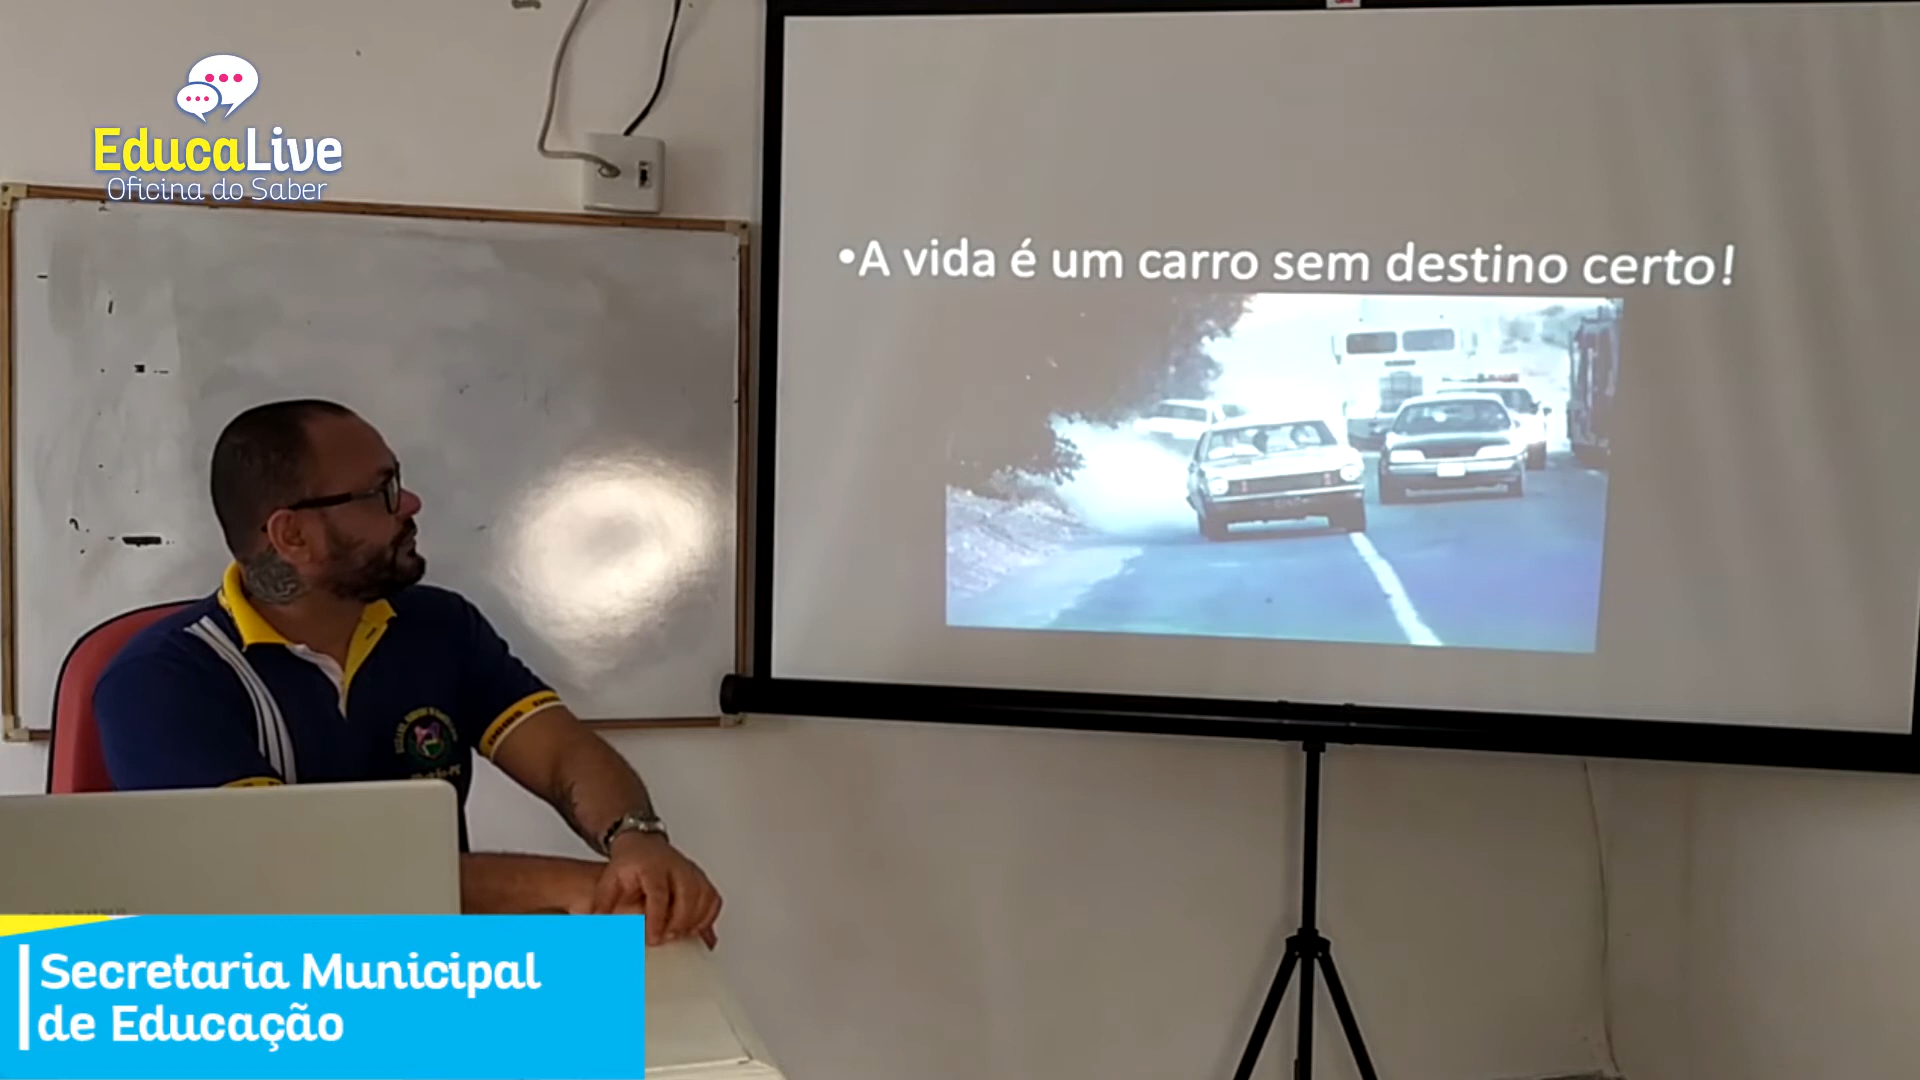 EducaLive
Oficina do Saber
•A vida é um carro sem destino certo!
Secretaria Municipal
de Educação